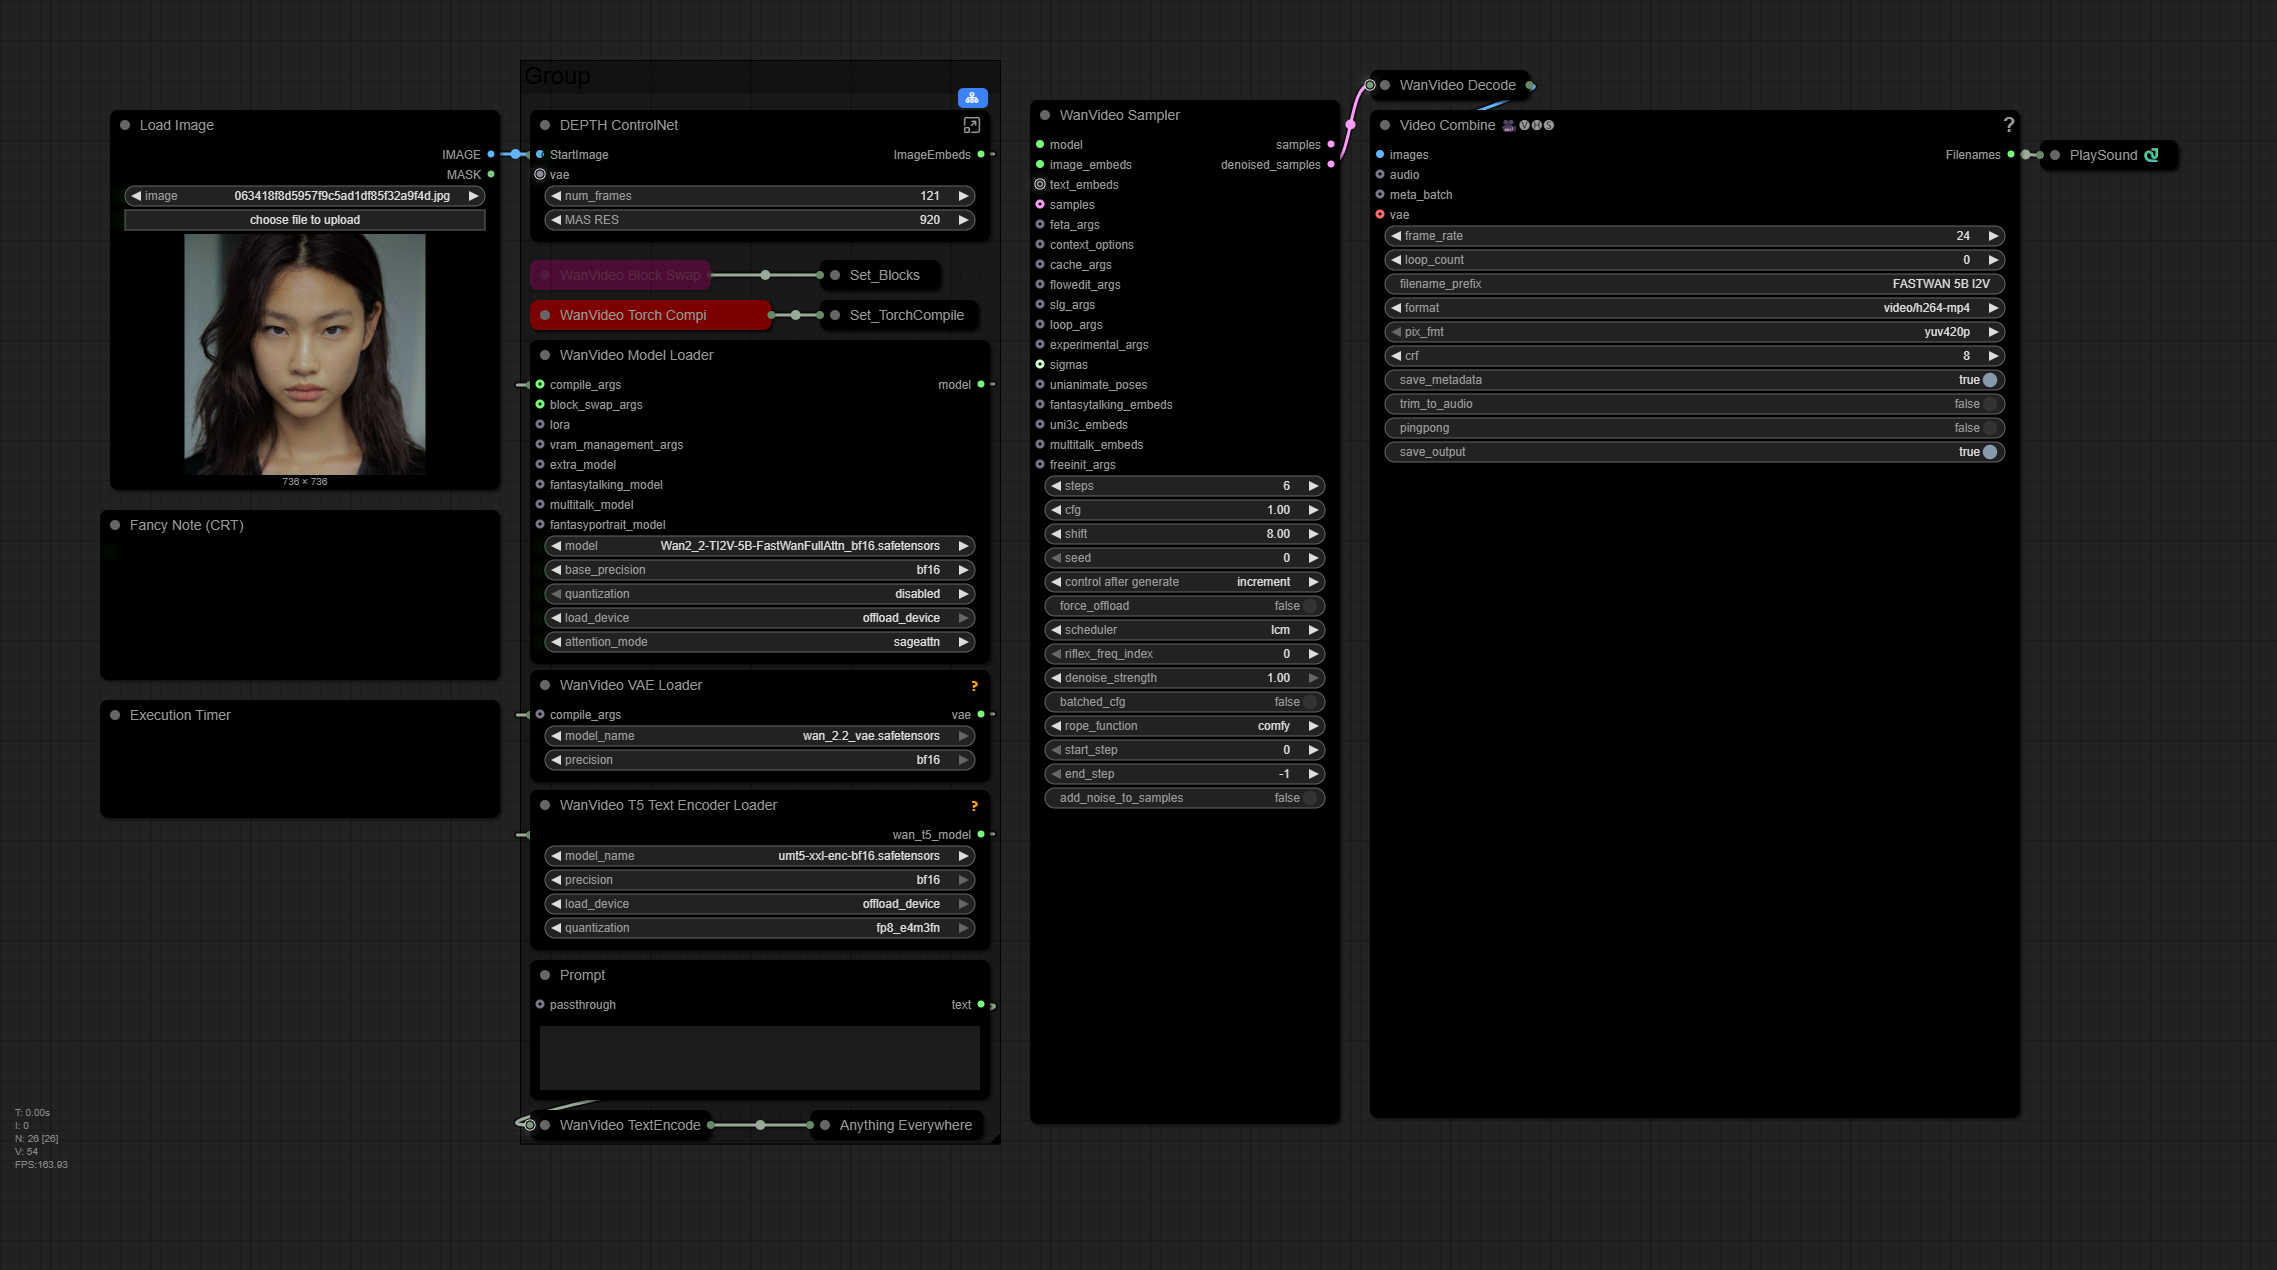 Group
Load Image
IMAGE
MASK
image 063418f8d5957f9c5ad1df85f32a9f4d.jpg
choose file to upload
736 × 736
Fancy Note (CRT)
Execution Timer
DEPTH ControlNet
StartImage ImageEmbeds
vae
num_frames 121
MAS RES 920
WanVideo Block Swap Set_Blocks
WanVideo Torch Compi Set_TorchCompile
WanVideo Model Loader
compile_args model
block_swap_args
lora
vram_management_args
extra_model
fantasytalking_model
multitalk_model
fantasyportrait_model
model Wan2_2-TI2V-5B-FastWanFullAttn_bf16.safetensors
base_precision bf16
quantization disabled
load_device offload_device
attention_mode sageattn
WanVideo VAE Loader ?
compile_args vae
model_name wan_2.2_vae.safetensors
precision bf16
WanVideo T5 Text Encoder Loader ?
wan_t5_model
model_name umt5-xxl-enc-bf16.safetensors
precision bf16
load_device offload_device
quantization fp8_e4m3fn
Prompt
passthrough text
WanVideo TextEncode Anything Everywhere
WanVideo Sampler
model samples
image_embeds denoised_samples
text_embeds
samples
feta_args
context_options
cache_args
flowedit_args
slg_args
loop_args
experimental_args
sigmas
unianimate_poses
fantasytalking_embeds
uni3c_embeds
multitalk_embeds
freeinit_args
steps 6
cfg 1.00
shift 8.00
seed 0
control after generate increment
force_offload false
scheduler lcm
riflex_freq_index 0
denoise_strength 1.00
batched_cfg false
rope_function comfy
start_step 0
end_step -1
add_noise_to_samples false
WanVideo Decode
Video Combine 🎥🅥🅗🅢 ?
images Filenames
audio
meta_batch
vae
frame_rate 24
loop_count 0
filename_prefix FASTWAN 5B I2V
format video/h264-mp4
pix_fmt yuv420p
crf 8
save_metadata true
trim_to_audio false
pingpong false
save_output true
PlaySound
T: 0.00s
I: 0
N: 26 [26]
V: 54
FPS:163.93